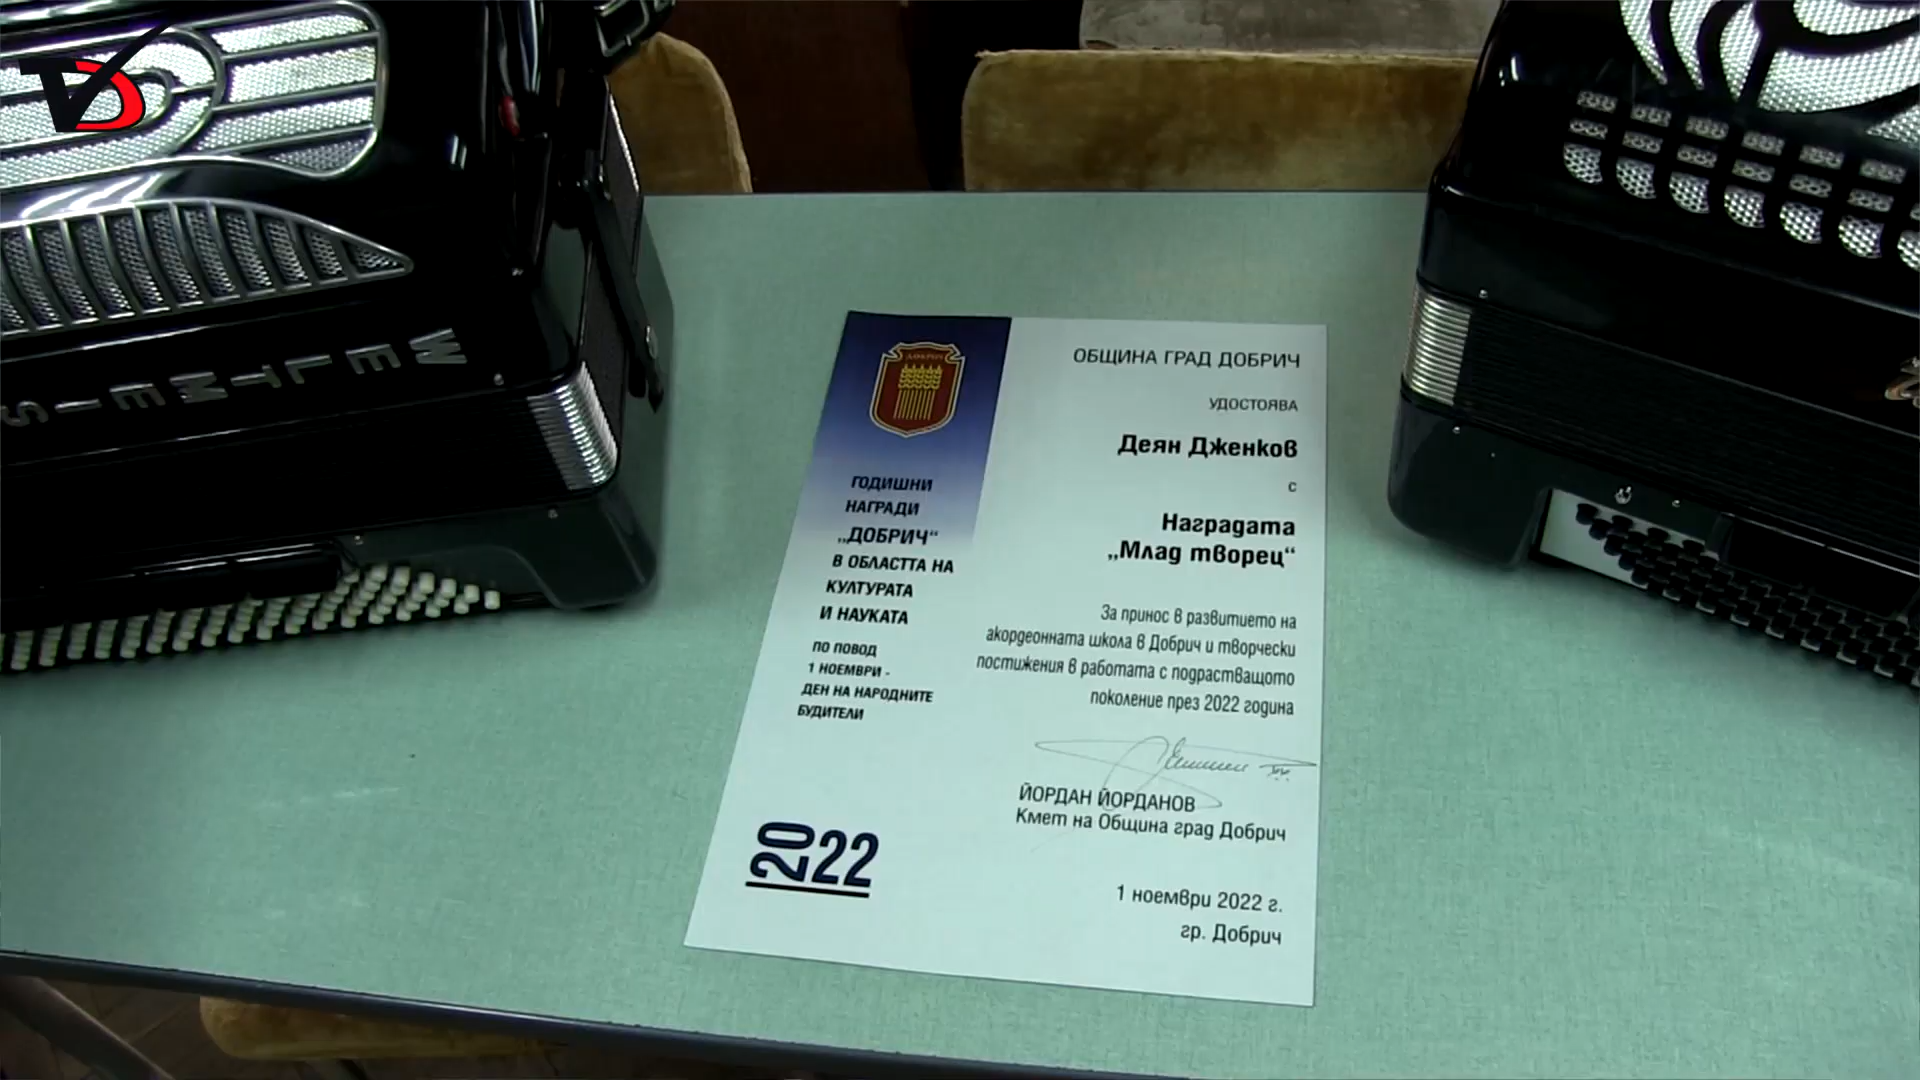 WELTMEIS
ДОБРИЧ
ГОДИШНИ
НАГРАДИ
„ДОБРИЧ“
В ОБЛАСТТА НА
КУЛТУРАТА
И НАУКАТА
ПО ПОВОД
1 НОЕМВРИ -
ДЕН НА НАРОДНИТЕ
БУДИТЕЛИ
2022
ОБЩИНА ГРАД ДОБРИЧ
УДОСТОЯВА
Деян Дженков
с
Наградата
„Млад творец“
За принос в развитието на
акордеонната школа в Добрич и творчески
постижения в работата с подрастващото
поколение през 2022 година
ЙОРДАН ЙОРДАНОВ
Кмет на Община град Добрич
1 ноември 2022 г.
гр. Добрич